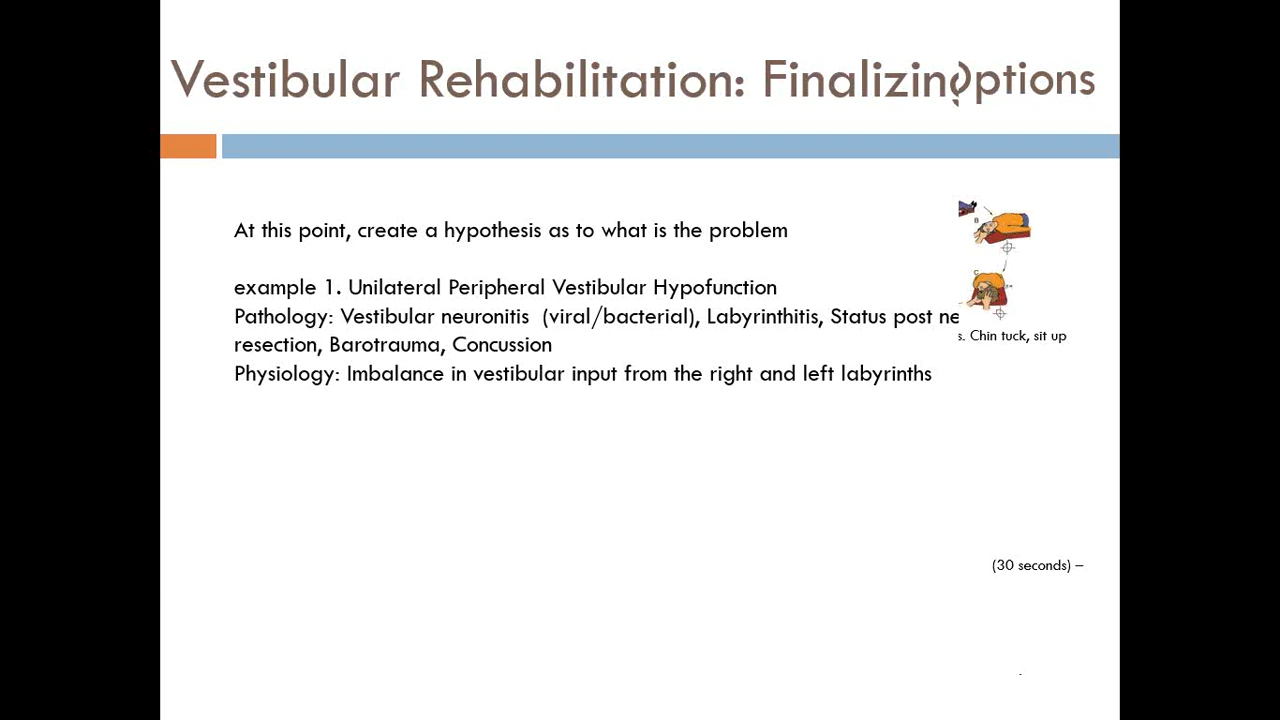 Vestibular Rehabilitation: Finalizin ptions
At this point, create a hypothesis as to what is the problem
example 1. Unilateral Peripheral Vestibular Hypofunction
Pathology: Vestibular neuronitis (viral/bacterial), Labyrinthitis, Status post ne
resection, Barotrauma, Concussion
Physiology: Imbalance in vestibular input from the right and left labyrinths
B
C
s. Chin tuck, sit up
(30 seconds) –